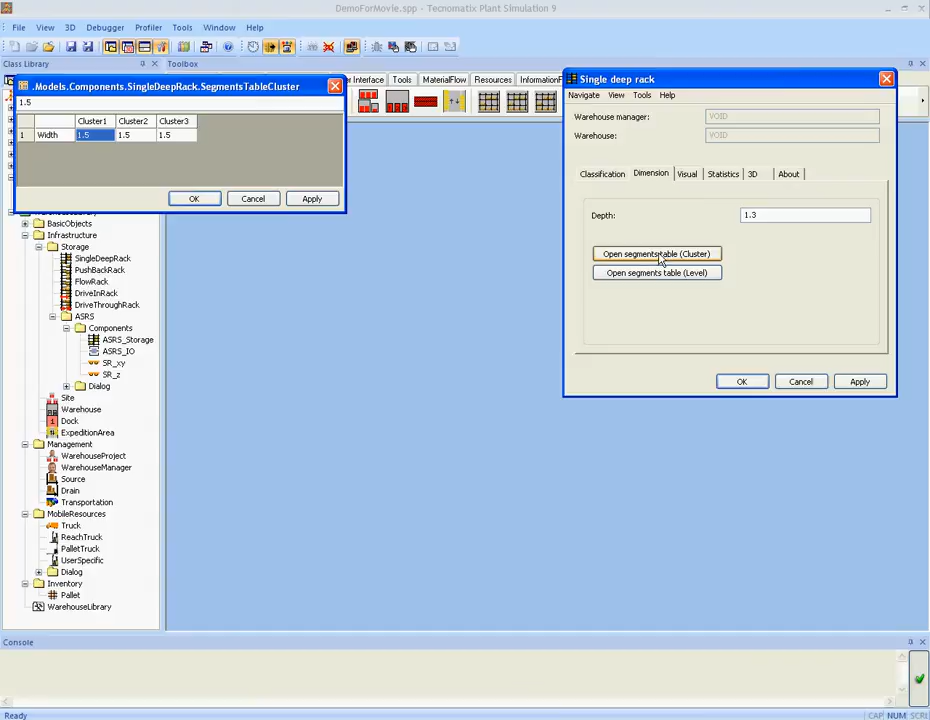 DemoForMovie.spp - Tecnomatix Plant Simulation 9
File View 3D Debugger Profiler Tools Window Help
Class Library
Toolbox
.Models.Components.SingleDeepRack.SegmentsTableCluster
1.5
Cluster1 Cluster2 Cluster3
1 Width 1.5 1.5 1.5
OK Cancel Apply
Tools MaterialFlow Resources
Single deep rack
Navigate View Tools Help
Warehouse manager: VOID
Warehouse: VOID
Classification Dimension Visual Statistics 3D About
Depth: 1.3
Open segments table (Cluster)
Open segments table (Level)
OK Cancel Apply
BasicObjects
Infrastructure
Storage
SingleDeepRack
PushBackRack
FlowRack
DriveInRack
DriveThroughRack
ASRS
Components
ASRS_Storage
ASRS_IO
SR_xy
SR_z
Dialog
Site
Warehouse
Dock
ExpeditionArea
Management
WarehouseProject
WarehouseManager
Source
Drain
Transportation
MobileResources
Truck
ReachTruck
PalletTruck
UserSpecific
Dialog
Inventory
Pallet
WarehouseLibrary
Console
Ready
CAP NUM SCRL